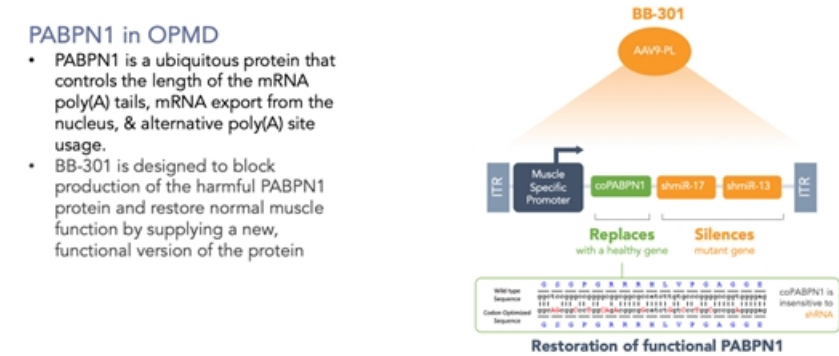 PABPN1 in OPMD
• PABPN1 is a ubiquitous protein that
controls the length of the mRNA
poly(A) tails, mRNA export from the
nucleus, & alternative poly(A) site
usage.
• BB-301 is designed to block
production of the harmful PABPN1
protein and restore normal muscle
function by supplying a new,
functional version of the protein
BB-301
AAV9-PL
ITR
Muscle
Specific
Promoter
coPABPN1
shmiR-17
shmiR-13
ITR
Replaces
with a healthy gene
Silences
mutant gene
G S G P G R R R H L V P G A G G E
Wild type
Sequence
Codon Optimized
Sequence
G S G P G R R R H L V P G A G G E
coPABPN1 is
insensitive to
shRNA
Restoration of functional PABPN1